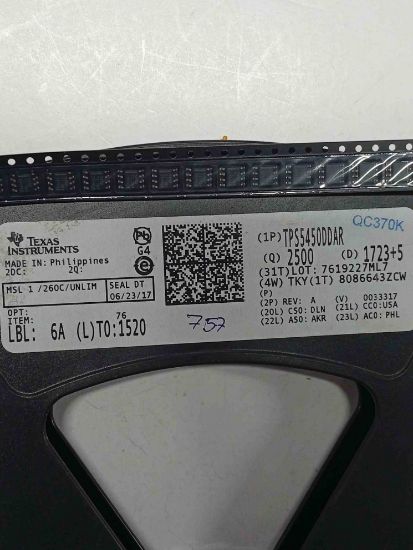 QC370K
TEXAS INSTRUMENTS
MADE IN: Philippines
2DC: 2Q:
MSL 1 /260C/UNLIM SEAL DT
06/23/17
OPT:
ITEM: 76
LBL: 6A (L)TO:1520
G4
757
(1P) TPS5450DDAR
(Q) 2500 (D) 1723+5
(31T) LOT: 7619227ML7
(4W) TKY(1T) 8086643ZCW
(P)
(2P) REV: A (V) 0033317
(20L) CSO: DLN (21L) CCO:USA
(22L) ASO: AKR (23L) ACO: PHL